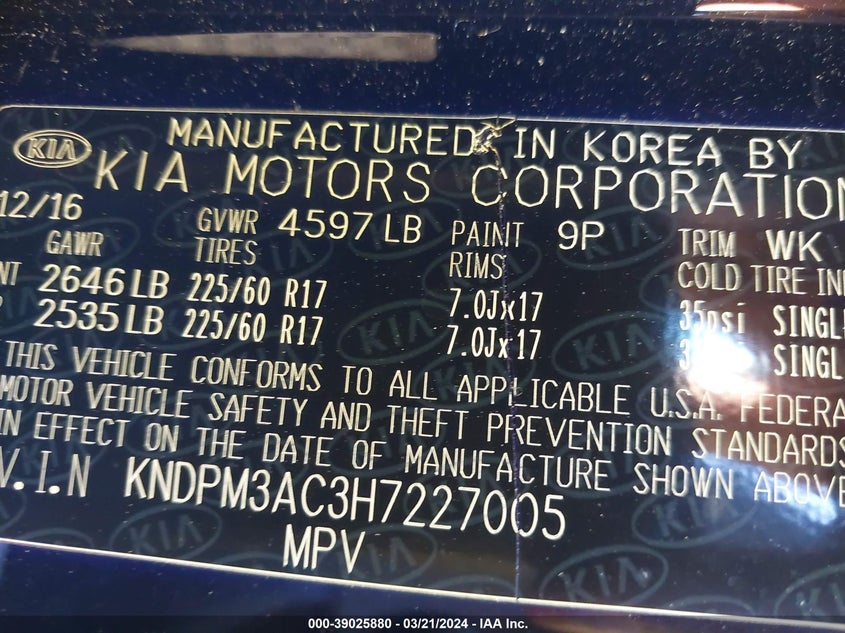 KIA MANUFACTURED IN KOREA BY
KIA MOTORS CORPORATION
12/16 GVWR 4597 LB PAINT 9P TRIM WK
GAWR TIRES RIMS COLD TIRE
2646 LB 225/60 R17 7.0Jx17 35psi
2535 LB 225/60 R17 7.0Jx17
THIS VEHICLE CONFORMS TO ALL APPLICABLE U.S.A. FEDERA
MOTOR VEHICLE SAFETY AND THEFT PREVENTION STANDARDS
IN EFFECT ON THE DATE OF MANUFACTURE SHOWN ABOVE
V.I.N KNDPM3AC3H7227005
MPV
000-39025880 - 03/21/2024 - IAA Inc.